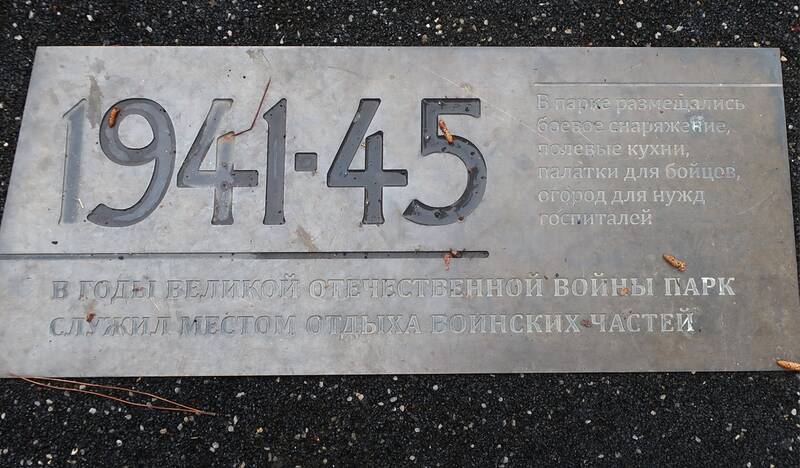 1941-45
В парке размещались
боевое снаряжение,
полевые кухни,
палатки для бойцов,
огород для нужд
госпиталей
В ГОДЫ ВЕЛИКОЙ ОТЕЧЕСТВЕННОЙ ВОЙНЫ ПАРК
СЛУЖИЛ МЕСТОМ ОТДЫХА ВОИНСКИХ ЧАСТЕЙ